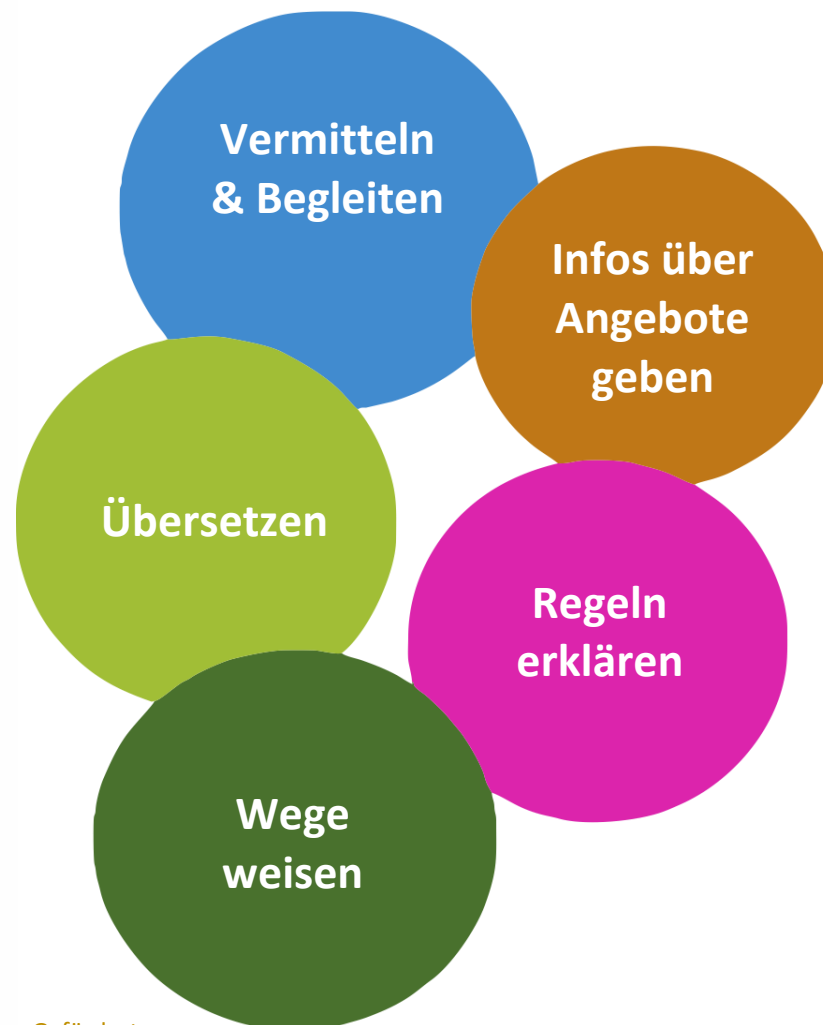 Vermitteln
& Begleiten
Infos über
Angebote
geben
Übersetzen
Regeln
erklären
Wege
weisen